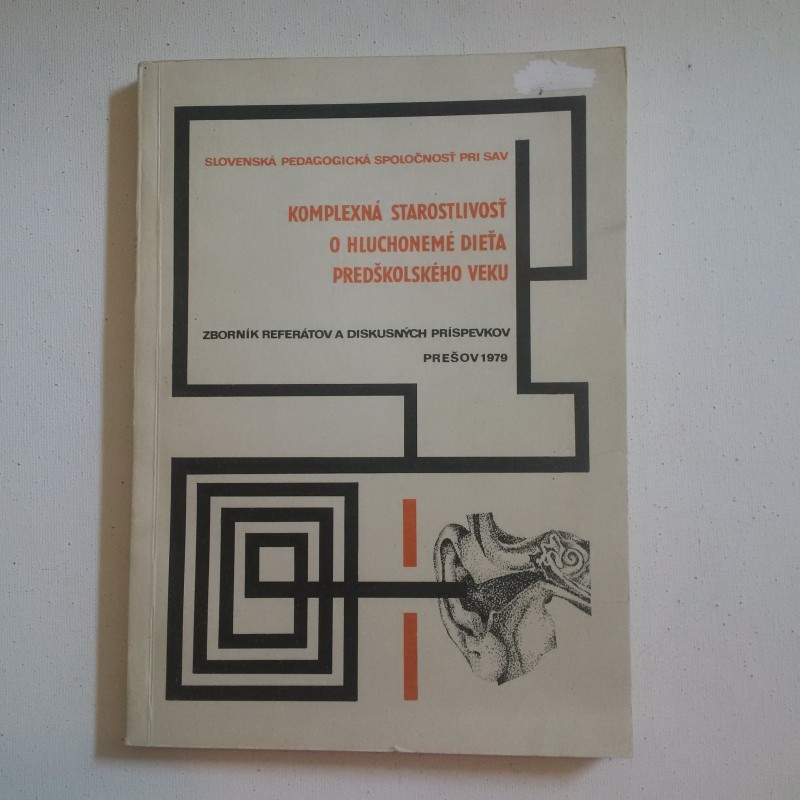 SLOVENSKÁ PEDAGOGICKÁ SPOLOČNOSŤ PRI SAV
KOMPLEXNÁ STAROSTLIVOSŤ
O HLUCHONEMÉ DIEŤA
PREDŠKOLSKÉHO VEKU
ZBORNÍK REFERÁTOV A DISKUSNÝCH PRÍSPEVKOV
PREŠOV 1979